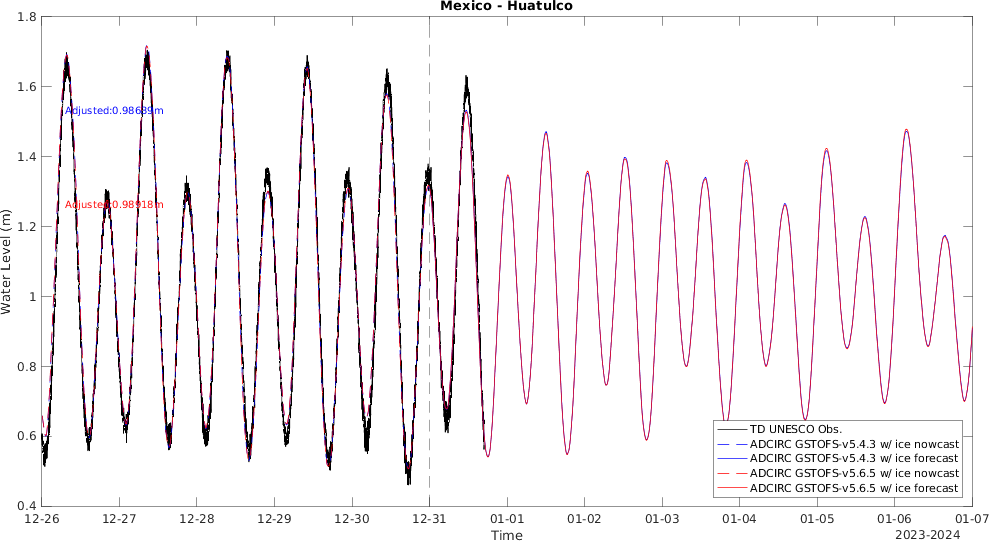 Mexico - Huatulco
1.8
1.6
1.4
1.2
1
0.8
0.6
0.4
Water Level (m)
Adjusted:0.98639m
Adjusted:0.98918m
TD UNESCO Obs.
ADCIRC GSTOFS-v5.4.3 w/ ice nowcast
ADCIRC GSTOFS-v5.4.3 w/ ice forecast
ADCIRC GSTOFS-v5.6.5 w/ ice nowcast
ADCIRC GSTOFS-v5.6.5 w/ ice forecast
12-26 12-27 12-28 12-29 12-30 12-31 01-01 01-02 01-03 01-04 01-05 01-06 01-07
Time
2023-2024